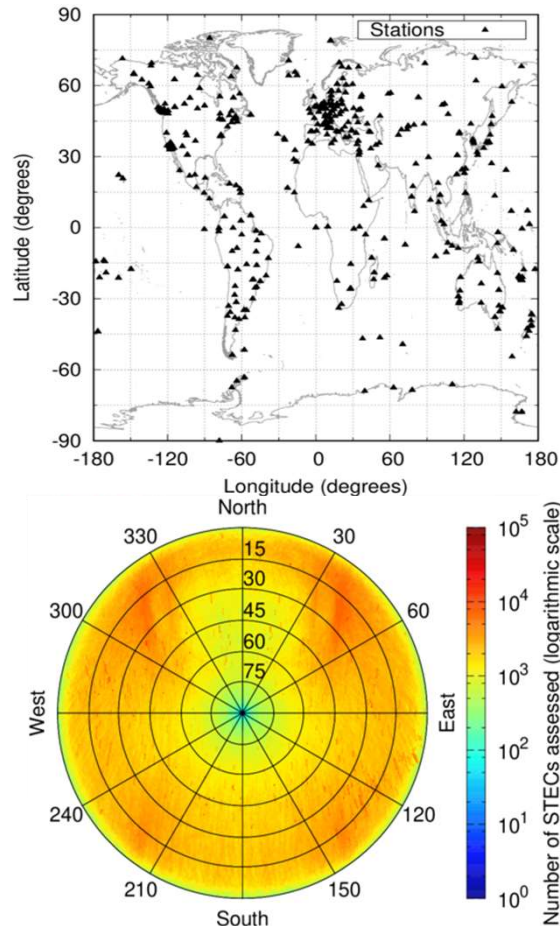 Stations
90
60
30
0
-30
-60
-90
Latitude (degrees)
-180 -120 -60 0 60 120 180
Longitude (degrees)
North
330 30
15
30
300 60
45
60
75
West East
240 120
210 150
South
10^5
10^4
10^3
10^2
10^1
10^0
Number of STECs assessed (logarithmic scale)